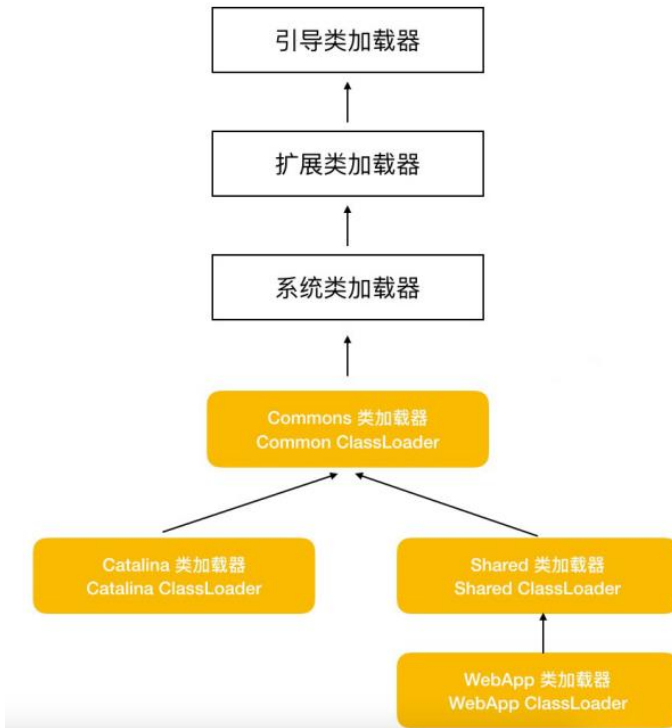 引导类加载器
扩展类加载器
系统类加载器
Commons 类加载器
Common ClassLoader
Catalina 类加载器
Catalina ClassLoader
Shared 类加载器
Shared ClassLoader
WebApp 类加载器
WebApp ClassLoader